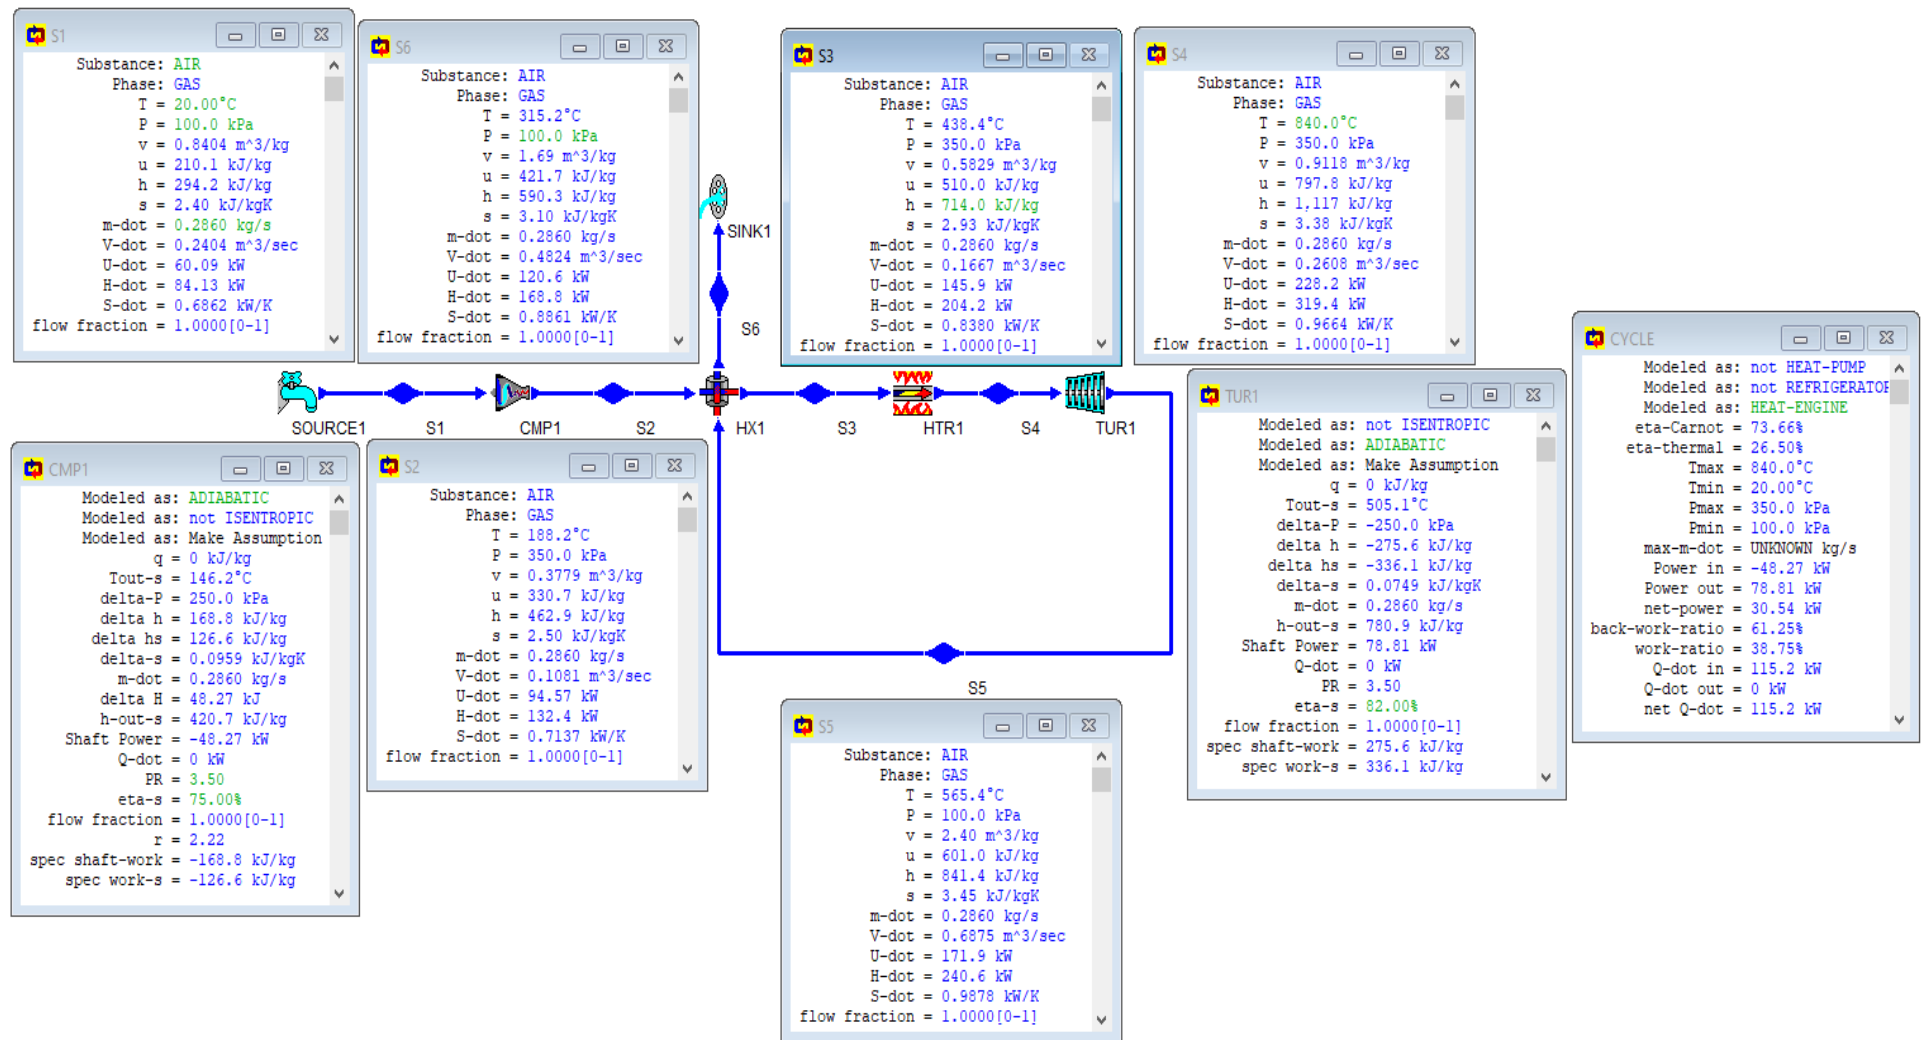 S1
Substance: AIR
Phase: GAS
T = 20.00°C
P = 100.0 kPa
v = 0.8404 m^3/kg
u = 210.1 kJ/kg
h = 294.2 kJ/kg
s = 2.40 kJ/kgK
m-dot = 0.2860 kg/s
V-dot = 0.2404 m^3/sec
U-dot = 60.09 kW
H-dot = 84.13 kW
S-dot = 0.6862 kW/K
flow fraction = 1.0000[0-1]
S6
Substance: AIR
Phase: GAS
T = 315.2°C
P = 100.0 kPa
v = 1.69 m^3/kg
u = 421.7 kJ/kg
h = 590.3 kJ/kg
s = 3.10 kJ/kgK
m-dot = 0.2860 kg/s
V-dot = 0.4824 m^3/sec
U-dot = 120.6 kW
H-dot = 168.8 kW
S-dot = 0.8861 kW/K
flow fraction = 1.0000[0-1]
S3
Substance: AIR
Phase: GAS
T = 438.4°C
P = 350.0 kPa
v = 0.5829 m^3/kg
u = 510.0 kJ/kg
h = 714.0 kJ/kg
s = 2.93 kJ/kgK
m-dot = 0.2860 kg/s
V-dot = 0.1667 m^3/sec
U-dot = 145.9 kW
H-dot = 204.2 kW
S-dot = 0.8380 kW/K
flow fraction = 1.0000[0-1]
S4
Substance: AIR
Phase: GAS
T = 840.0°C
P = 350.0 kPa
v = 0.9118 m^3/kg
u = 797.8 kJ/kg
h = 1,117 kJ/kg
s = 3.38 kJ/kgK
m-dot = 0.2860 kg/s
V-dot = 0.2608 m^3/sec
U-dot = 228.2 kW
H-dot = 319.4 kW
S-dot = 0.9664 kW/K
flow fraction = 1.0000[0-1]
SINK1
S6
SOURCE1
S1
CMP1
S2
HX1
S3
HTR1
S4
TUR1
S5
CMP1
Modeled as: ADIABATIC
Modeled as: not ISENTROPIC
Modeled as: Make Assumption
q = 0 kJ/kg
Tout-s = 146.2°C
delta-P = 250.0 kPa
delta h = 168.8 kJ/kg
delta hs = 126.6 kJ/kg
delta-s = 0.0959 kJ/kgK
m-dot = 0.2860 kg/s
delta H = 48.27 kJ
h-out-s = 420.7 kJ/kg
Shaft Power = -48.27 kW
Q-dot = 0 kW
PR = 3.50
eta-s = 75.00%
flow fraction = 1.0000[0-1]
r = 2.22
spec shaft-work = -168.8 kJ/kg
spec work-s = -126.6 kJ/kg
S2
Substance: AIR
Phase: GAS
T = 188.2°C
P = 350.0 kPa
v = 0.3779 m^3/kg
u = 330.7 kJ/kg
h = 462.9 kJ/kg
s = 2.50 kJ/kgK
m-dot = 0.2860 kg/s
V-dot = 0.1081 m^3/sec
U-dot = 94.57 kW
H-dot = 132.4 kW
S-dot = 0.7137 kW/K
flow fraction = 1.0000[0-1]
S5
Substance: AIR
Phase: GAS
T = 565.4°C
P = 100.0 kPa
v = 2.40 m^3/kg
u = 601.0 kJ/kg
h = 841.4 kJ/kg
s = 3.45 kJ/kgK
m-dot = 0.2860 kg/s
V-dot = 0.6875 m^3/sec
U-dot = 171.9 kW
H-dot = 240.6 kW
S-dot = 0.9878 kW/K
flow fraction = 1.0000[0-1]
TUR1
Modeled as: not ISENTROPIC
Modeled as: ADIABATIC
Modeled as: Make Assumption
q = 0 kJ/kg
Tout-s = 505.1°C
delta-P = -250.0 kPa
delta h = -275.6 kJ/kg
delta hs = -336.1 kJ/kg
delta-s = 0.0749 kJ/kgK
m-dot = 0.2860 kg/s
h-out-s = 780.9 kJ/kg
Shaft Power = 78.81 kW
Q-dot = 0 kW
PR = 3.50
eta-s = 82.00%
flow fraction = 1.0000[0-1]
spec shaft-work = 275.6 kJ/kg
spec work-s = 336.1 kJ/kg
CYCLE
Modeled as: not HEAT-PUMP
Modeled as: not REFRIGERATOR
Modeled as: HEAT-ENGINE
eta-Carnot = 73.66%
eta-thermal = 26.50%
Tmax = 840.0°C
Tmin = 20.00°C
Pmax = 350.0 kPa
Pmin = 100.0 kPa
max-m-dot = UNKNOWN kg/s
Power in = -48.27 kW
Power out = 78.81 kW
net-power = 30.54 kW
back-work-ratio = 61.25%
work-ratio = 38.75%
Q-dot in = 115.2 kW
Q-dot out = 0 kW
net Q-dot = 115.2 kW